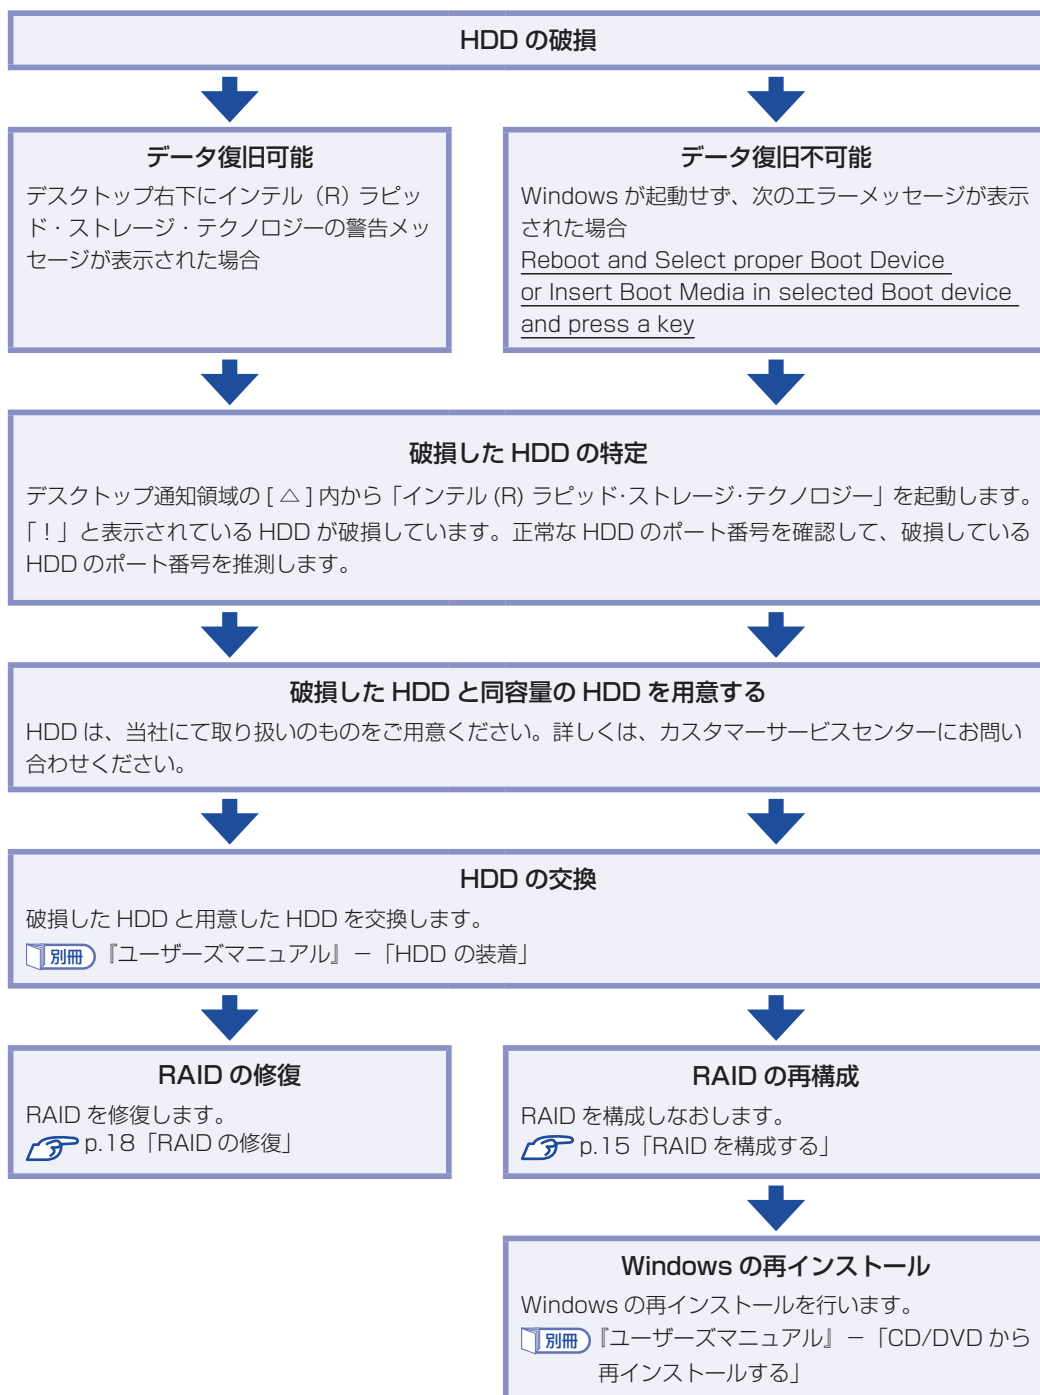 HDD の破損
データ復旧可能
デスクトップ右下にインテル（R）ラピッ
ド・ストレージ・テクノロジーの警告メッ
セージが表示された場合
データ復旧不可能
Windows が起動せず、次のエラーメッセージが表示
された場合
Reboot and Select proper Boot Device
or Insert Boot Media in selected Boot device
and press a key
破損した HDD の特定
デスクトップ通知領域の [ △ ] 内から「インテル (R) ラピッド・ストレージ・テクノロジー」を起動します。
「！」と表示されている HDD が破損しています。正常な HDD のポート番号を確認して、破損している
HDD のポート番号を推測します。
破損した HDD と同容量の HDD を用意する
HDD は、当社にて取り扱いのものをご用意ください。詳しくは、カスタマーサービスセンターにお問い
合わせください。
HDD の交換
破損した HDD と用意した HDD を交換します。
別冊 『ユーザーズマニュアル』－「HDD の装着」
RAID の修復
RAID を修復します。
p.18「RAID の修復」
RAID の再構成
RAID を構成しなおします。
p.15「RAID を構成する」
Windows の再インストール
Windows の再インストールを行います。
別冊 『ユーザーズマニュアル』－「CD/DVD から
再インストールする」